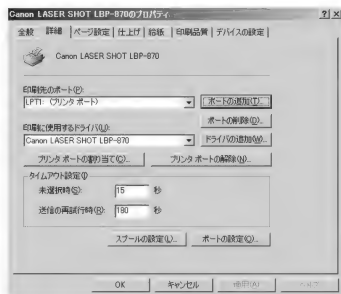 Canon LASER SHOT LBP-870のプロパティ ? ×
全般 詳細 ページ設定 仕上げ 給紙 印刷品質 デバイスの設定
Canon LASER SHOT LBP-870
印刷先のポート(P):
LPT1: (プリンタ ポート)
ポートの追加(T)...
ポートの削除(D)...
印刷に使用するドライバ(U):
Canon LASER SHOT LBP-870
ドライバの追加(W)...
プリンタ ポートの割り当て(C)... プリンタ ポートの解除(N)...
タイムアウト設定
未選択時(S): 15 秒
送信の再試行時(R): 180 秒
スプールの設定(L)... ポートの設定(O)...
OK キャンセル 適用(A) ヘルプ